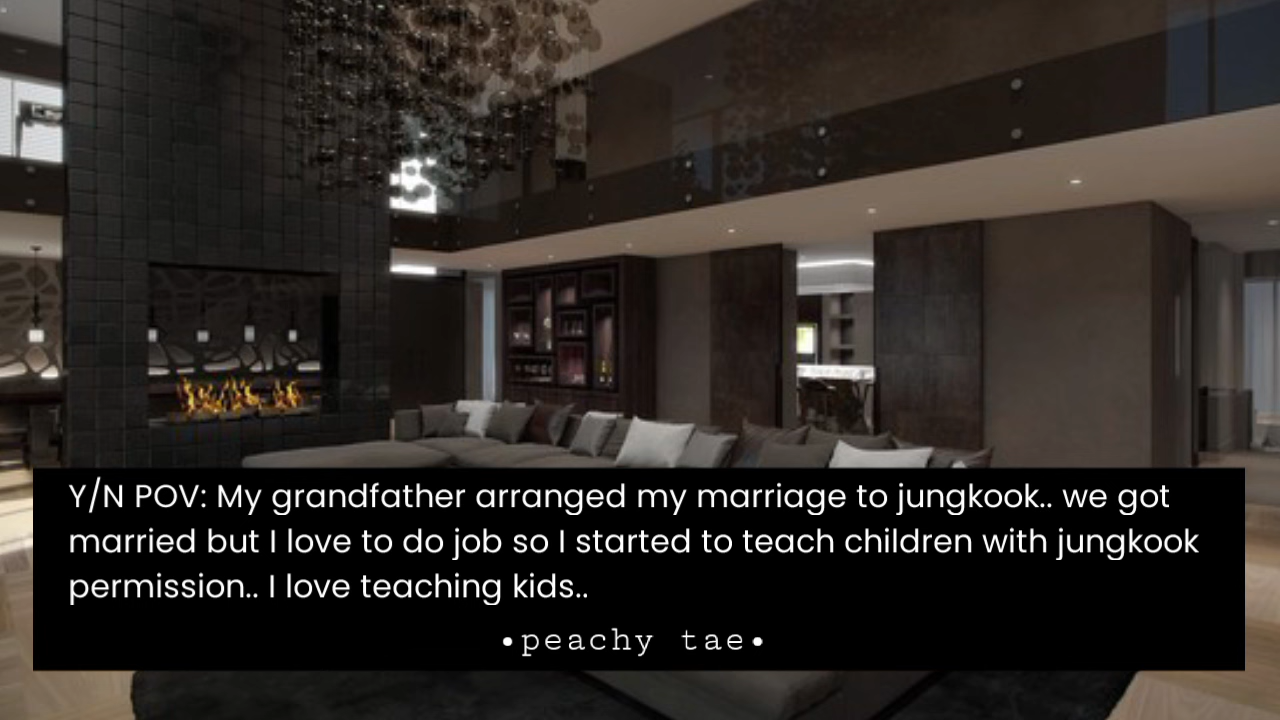 Y/N POV: My grandfather arranged my marriage to jungkook.. we got
married but I love to do job so I started to teach children with jungkook
permission.. I love teaching kids..
•peachy tae•